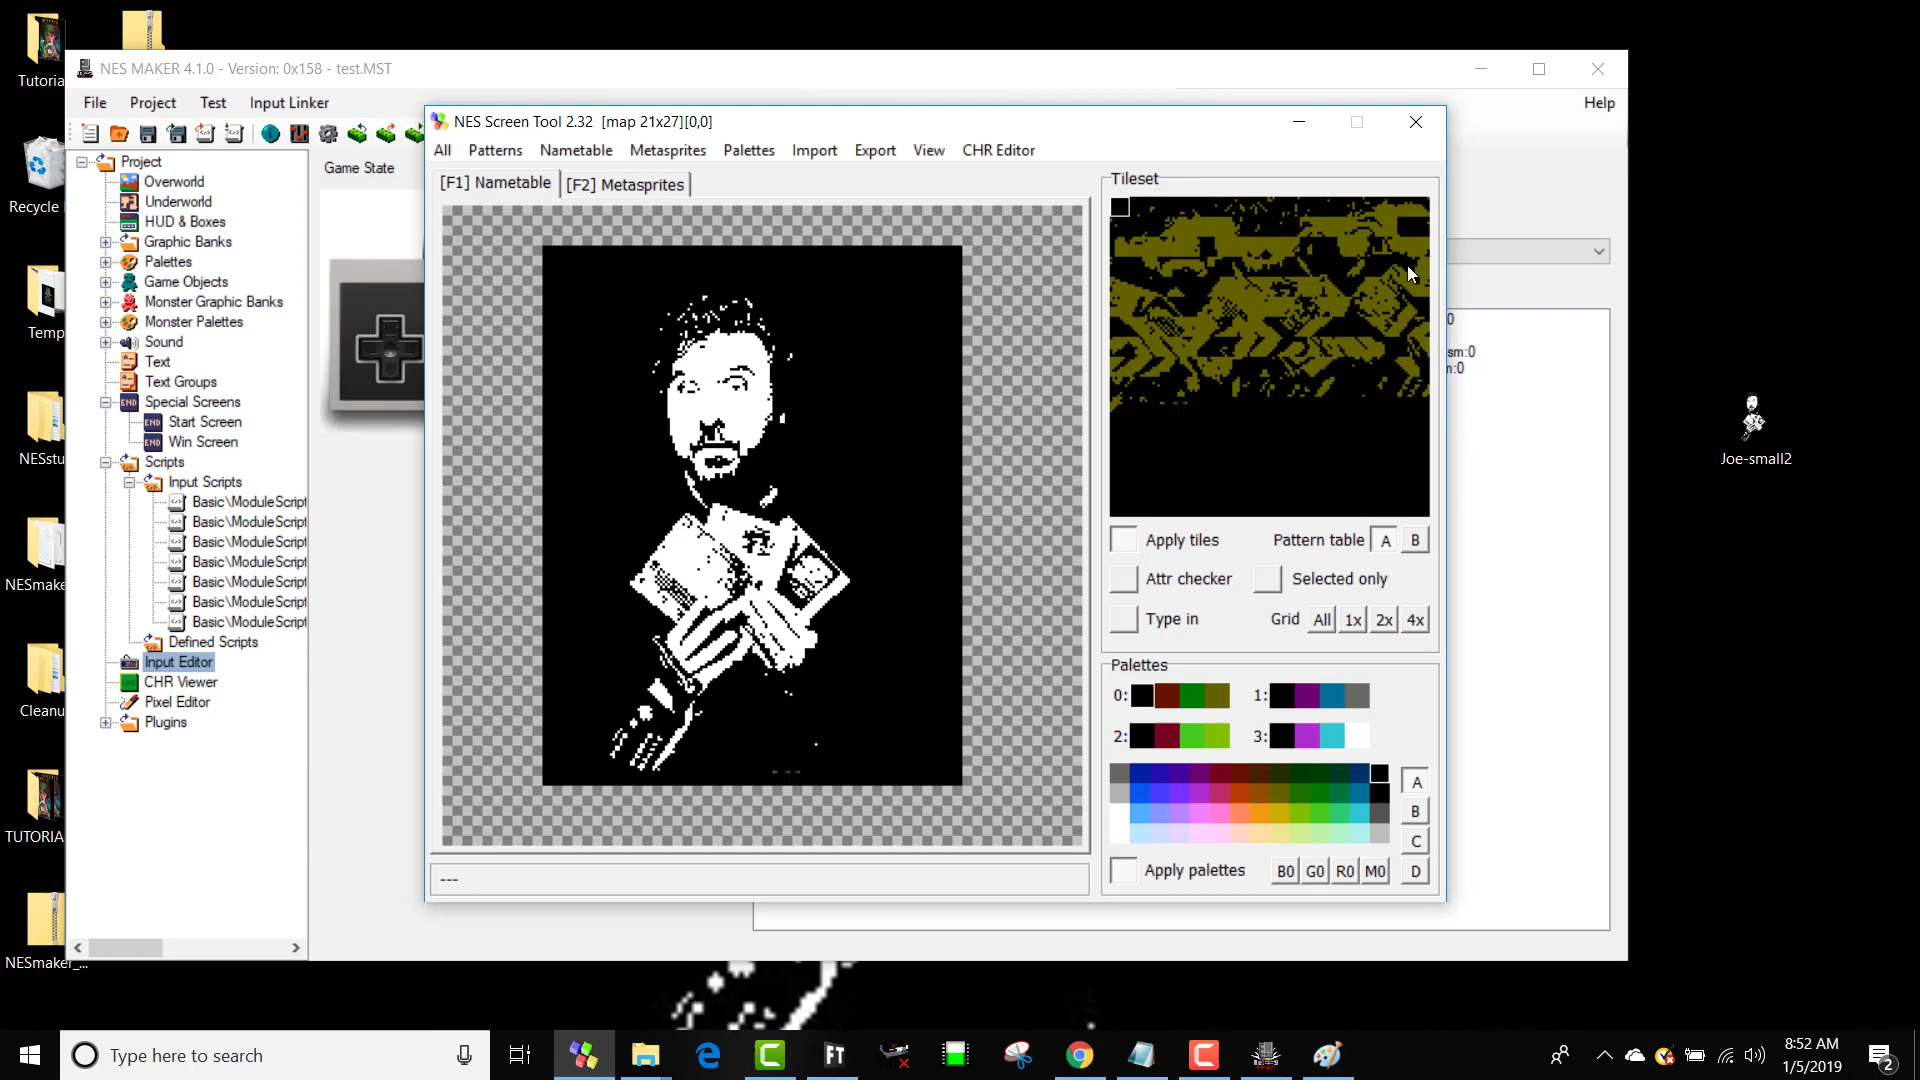 Tutoria
Recycle
Temp
NESstu
NESmake
Cleanu
TUTORIA
NESmaker_...
Joe-small2
NES MAKER 4.1.0 - Version: 0x158 - test.MST
File Project Test Input Linker Help
Project
Overworld
Underworld
HUD & Boxes
Graphic Banks
Palettes
Game Objects
Monster Graphic Banks
Monster Palettes
Sound
Text
Text Groups
Special Screens
END Start Screen
END Win Screen
Scripts
Input Scripts
Basic\ModuleScript
Basic\ModuleScript
Basic\ModuleScript
Basic\ModuleScript
Basic\ModuleScript
Basic\ModuleScript
Basic\ModuleScript
Defined Scripts
Input Editor
CHR Viewer
Pixel Editor
Plugins
Game State
0
sm:0
n:0
NES Screen Tool 2.32 [map 21x27][0,0]
All Patterns Nametable Metasprites Palettes Import Export View CHR Editor
[F1] Nametable [F2] Metasprites
---
Tileset
Apply tiles Pattern table A B
Attr checker Selected only
Type in Grid All 1x 2x 4x
Palettes
0: 1:
2: 3:
A
B
C
D
Apply palettes B0 G0 R0 M0
Type here to search
FT
8:52 AM
1/5/2019
2